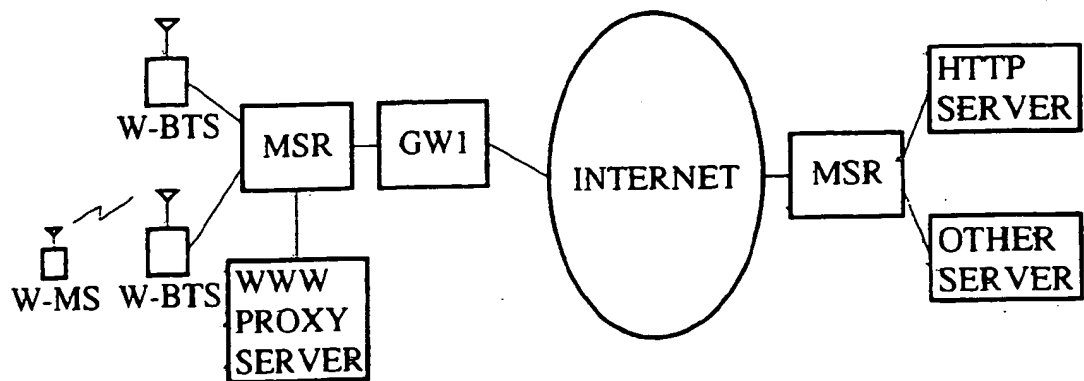 W-BTS
MSR
GW1
INTERNET
MSR
HTTP
SERVER
W-MS
W-BTS
WWW
PROXY
SERVER
OTHER
SERVER